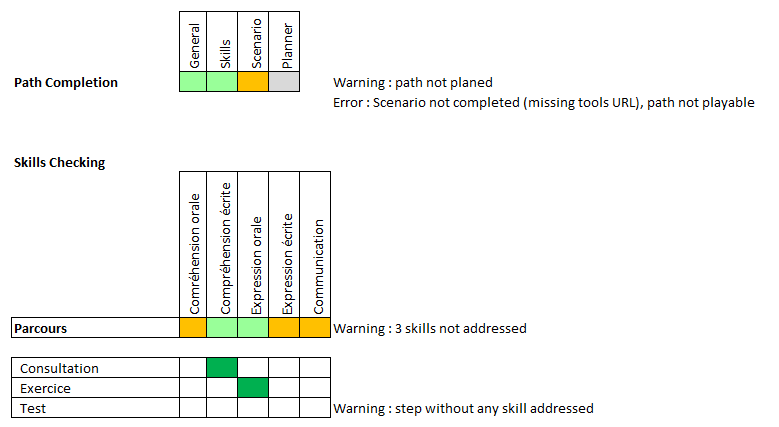 General
Skills
Scenario
Planner
Path Completion
Warning : path not planed
Error : Scenario not completed (missing tools URL), path not playable
Skills Checking
Comréhension orale
Compréhension écrite
Expression orale
Expression écrite
Communication
Parcours
Warning : 3 skills not addressed
Consultation
Exercice
Test
Warning : step without any skill addressed